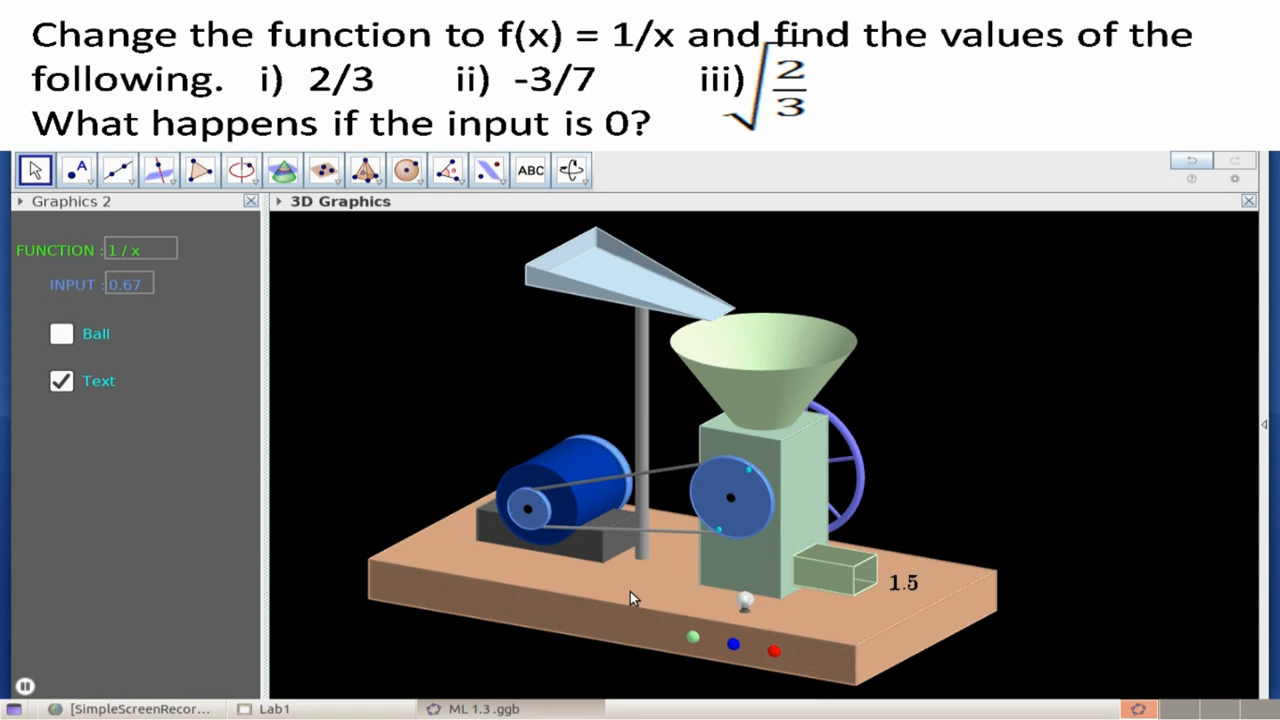 Change the function to f(x) = 1/x and find the values of the
following. i) 2/3 ii) -3/7 iii) √(2/3)
What happens if the input is 0?
ABC
Graphics 2
3D Graphics
FUNCTION : 1 / x
INPUT : 0.67
Ball
Text
1.5
[SimpleScreenRecor... Lab1 ML 1.3 .ggb